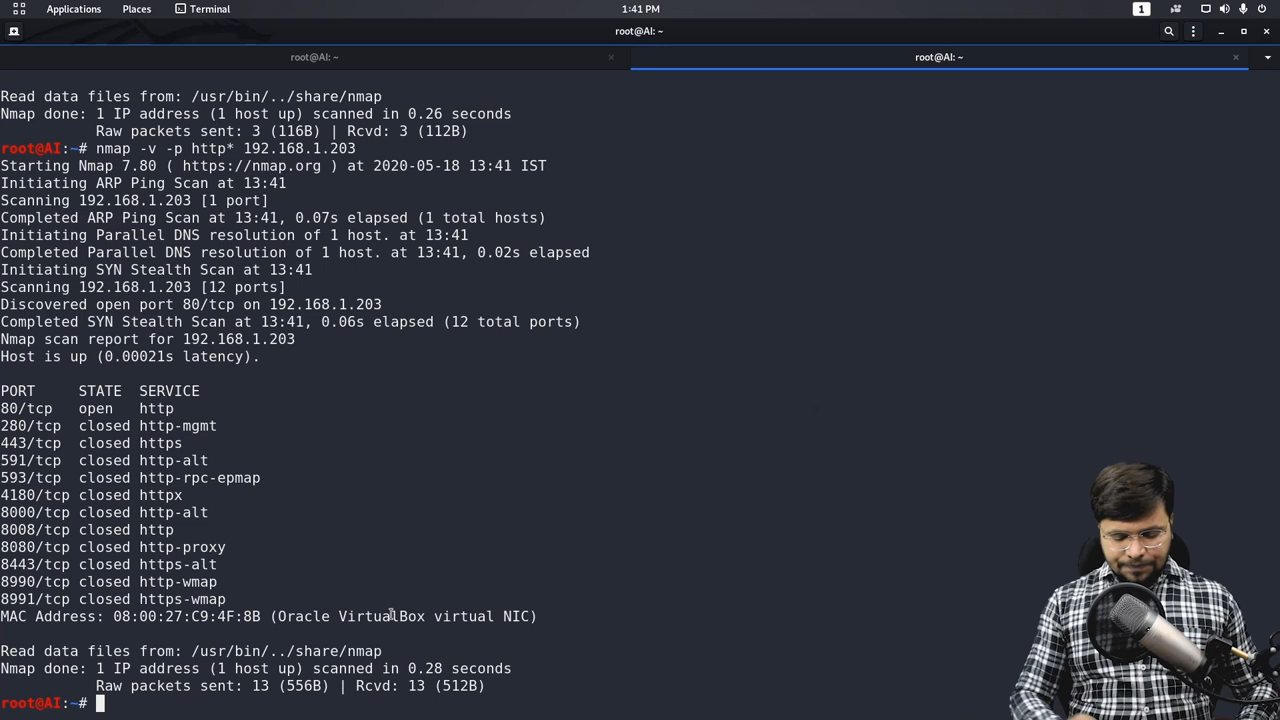 Applications Places Terminal 1:41 PM 1
root@AI: ~
root@AI: ~ root@AI: ~
Read data files from: /usr/bin/../share/nmap
Nmap done: 1 IP address (1 host up) scanned in 0.26 seconds
Raw packets sent: 3 (116B) | Rcvd: 3 (112B)
root@AI:~# nmap -v -p http* 192.168.1.203
Starting Nmap 7.80 ( https://nmap.org ) at 2020-05-18 13:41 IST
Initiating ARP Ping Scan at 13:41
Scanning 192.168.1.203 [1 port]
Completed ARP Ping Scan at 13:41, 0.07s elapsed (1 total hosts)
Initiating Parallel DNS resolution of 1 host. at 13:41
Completed Parallel DNS resolution of 1 host. at 13:41, 0.02s elapsed
Initiating SYN Stealth Scan at 13:41
Scanning 192.168.1.203 [12 ports]
Discovered open port 80/tcp on 192.168.1.203
Completed SYN Stealth Scan at 13:41, 0.06s elapsed (12 total ports)
Nmap scan report for 192.168.1.203
Host is up (0.00021s latency).
PORT STATE SERVICE
80/tcp open http
280/tcp closed http-mgmt
443/tcp closed https
591/tcp closed http-alt
593/tcp closed http-rpc-epmap
4180/tcp closed httpx
8000/tcp closed http-alt
8008/tcp closed http
8080/tcp closed http-proxy
8443/tcp closed https-alt
8990/tcp closed http-wmap
8991/tcp closed https-wmap
MAC Address: 08:00:27:C9:4F:8B (Oracle VirtualBox virtual NIC)
Read data files from: /usr/bin/../share/nmap
Nmap done: 1 IP address (1 host up) scanned in 0.28 seconds
Raw packets sent: 13 (556B) | Rcvd: 13 (512B)
root@AI:~#